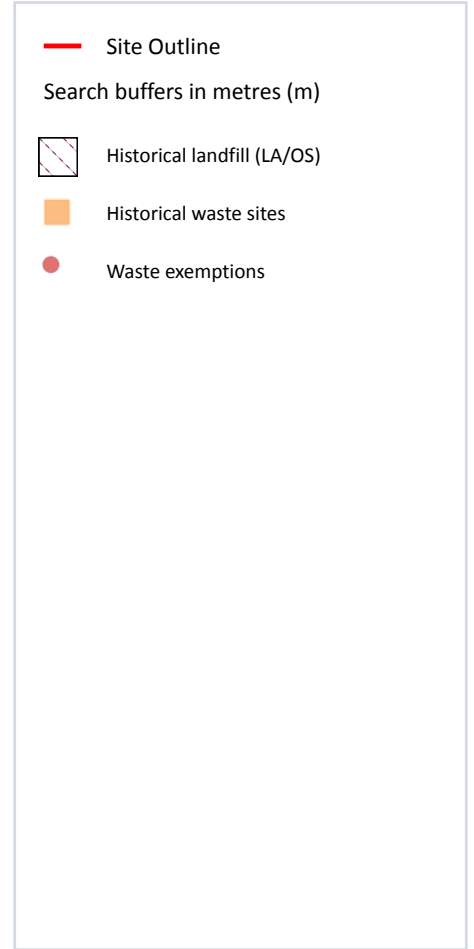 Site Outline
Search buffers in metres (m)
Historical landfill (LA/OS)
Historical waste sites
Waste exemptions